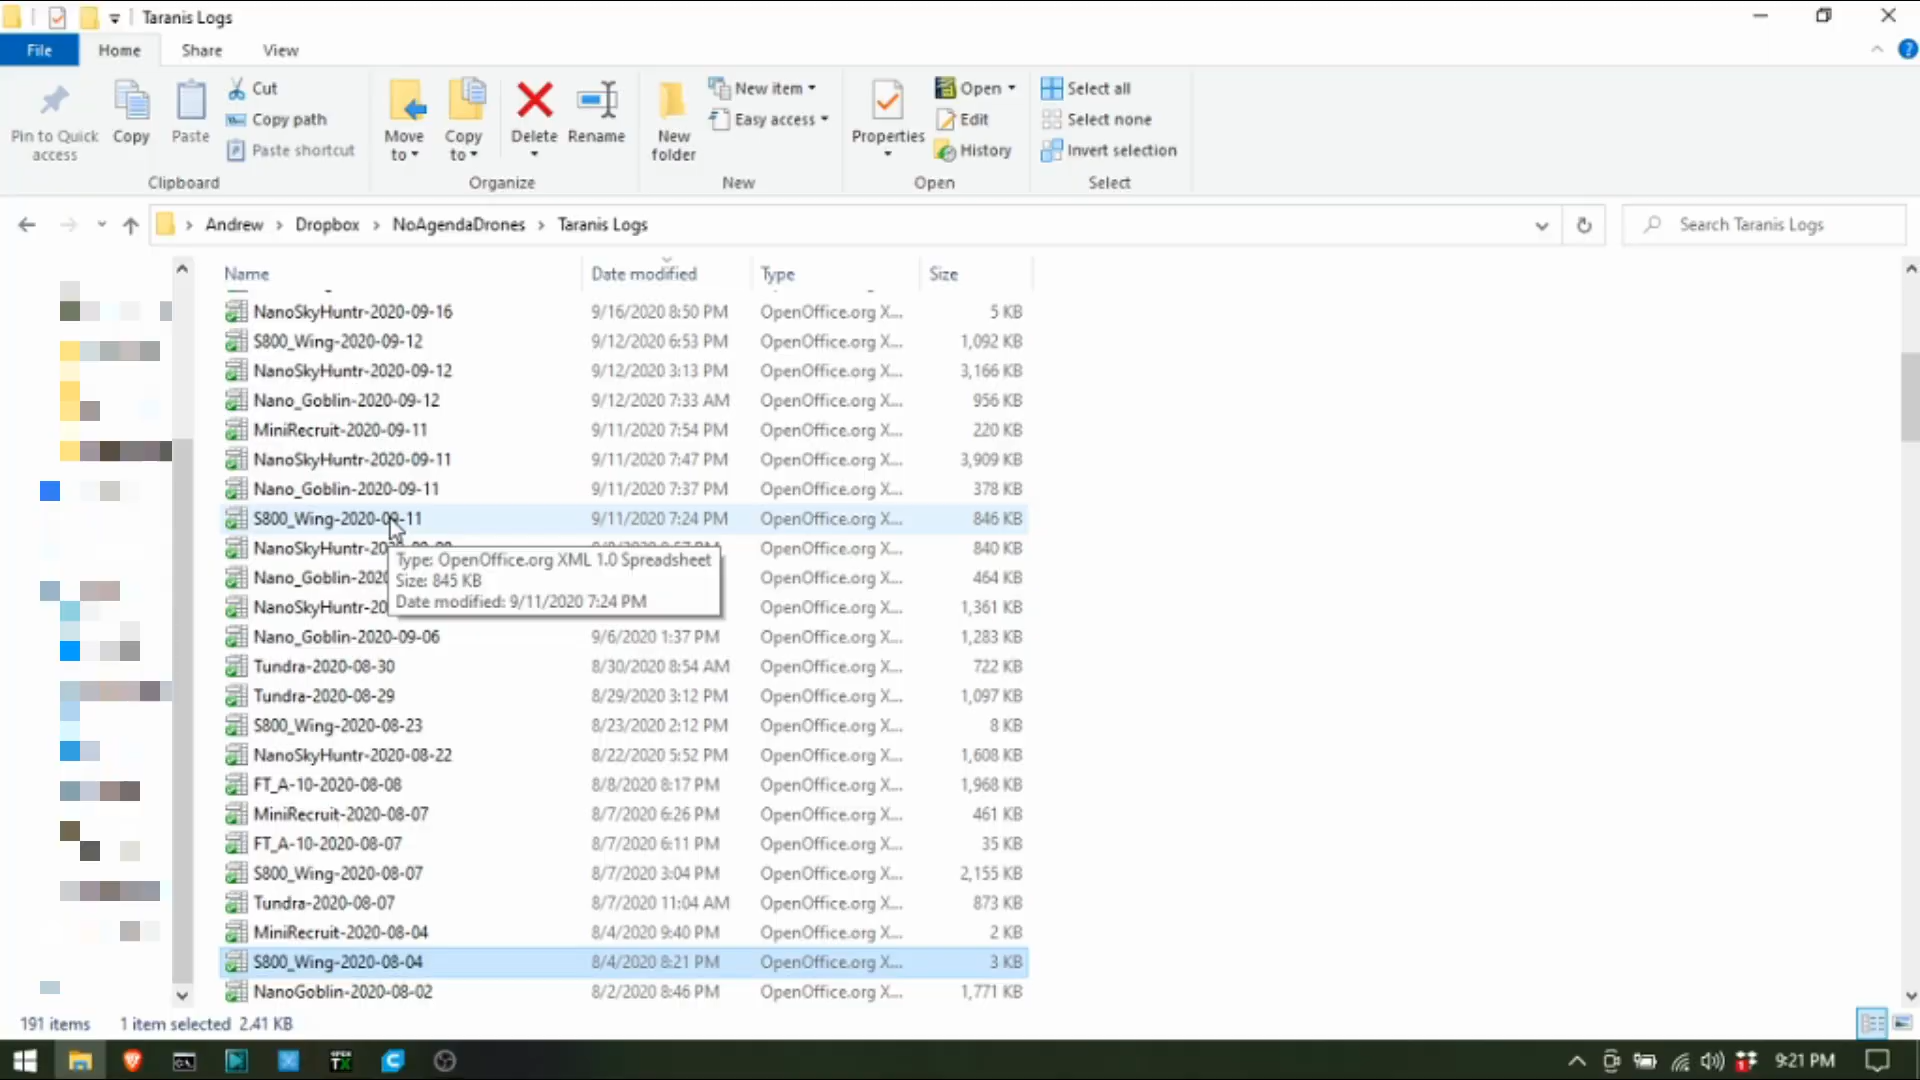 Taranis Logs
File Home Share View
Pin to Quick access
Copy
Paste
Cut
Copy path
Paste shortcut
Clipboard
Move to
Copy to
Delete
Rename
Organize
New folder
New item
Easy access
New
Properties
Open
Edit
History
Open
Select all
Select none
Invert selection
Select
Andrew > Dropbox > NoAgendaDrones > Taranis Logs
Search Taranis Logs
Name Date modified Type Size
NanoSkyHuntr-2020-09-16 9/16/2020 8:50 PM OpenOffice.org X... 5 KB
S800_Wing-2020-09-12 9/12/2020 6:53 PM OpenOffice.org X... 1,092 KB
NanoSkyHuntr-2020-09-12 9/12/2020 3:13 PM OpenOffice.org X... 3,166 KB
Nano_Goblin-2020-09-12 9/12/2020 7:33 AM OpenOffice.org X... 956 KB
MiniRecruit-2020-09-11 9/11/2020 7:54 PM OpenOffice.org X... 220 KB
NanoSkyHuntr-2020-09-11 9/11/2020 7:47 PM OpenOffice.org X... 3,909 KB
Nano_Goblin-2020-09-11 9/11/2020 7:37 PM OpenOffice.org X... 378 KB
S800_Wing-2020-09-11 9/11/2020 7:24 PM OpenOffice.org X... 846 KB
NanoSkyHuntr-20 OpenOffice.org X... 840 KB
Type: OpenOffice.org XML 1.0 Spreadsheet
Size: 845 KB
Date modified: 9/11/2020 7:24 PM
Nano_Goblin-202 OpenOffice.org X... 464 KB
NanoSkyHuntr-20 OpenOffice.org X... 1,361 KB
Nano_Goblin-2020-09-06 9/6/2020 1:37 PM OpenOffice.org X... 1,283 KB
Tundra-2020-08-30 8/30/2020 8:54 AM OpenOffice.org X... 722 KB
Tundra-2020-08-29 8/29/2020 3:12 PM OpenOffice.org X... 1,097 KB
S800_Wing-2020-08-23 8/23/2020 2:12 PM OpenOffice.org X... 8 KB
NanoSkyHuntr-2020-08-22 8/22/2020 5:52 PM OpenOffice.org X... 1,608 KB
FT_A-10-2020-08-08 8/8/2020 8:17 PM OpenOffice.org X... 1,968 KB
MiniRecruit-2020-08-07 8/7/2020 6:26 PM OpenOffice.org X... 461 KB
FT_A-10-2020-08-07 8/7/2020 6:11 PM OpenOffice.org X... 35 KB
S800_Wing-2020-08-07 8/7/2020 3:04 PM OpenOffice.org X... 2,155 KB
Tundra-2020-08-07 8/7/2020 11:04 AM OpenOffice.org X... 873 KB
MiniRecruit-2020-08-04 8/4/2020 9:40 PM OpenOffice.org X... 2 KB
S800_Wing-2020-08-04 8/4/2020 8:21 PM OpenOffice.org X... 3 KB
NanoGoblin-2020-08-02 8/2/2020 8:46 PM OpenOffice.org X... 1,771 KB
191 items 1 item selected 2.41 KB
OPEN TX
9:21 PM